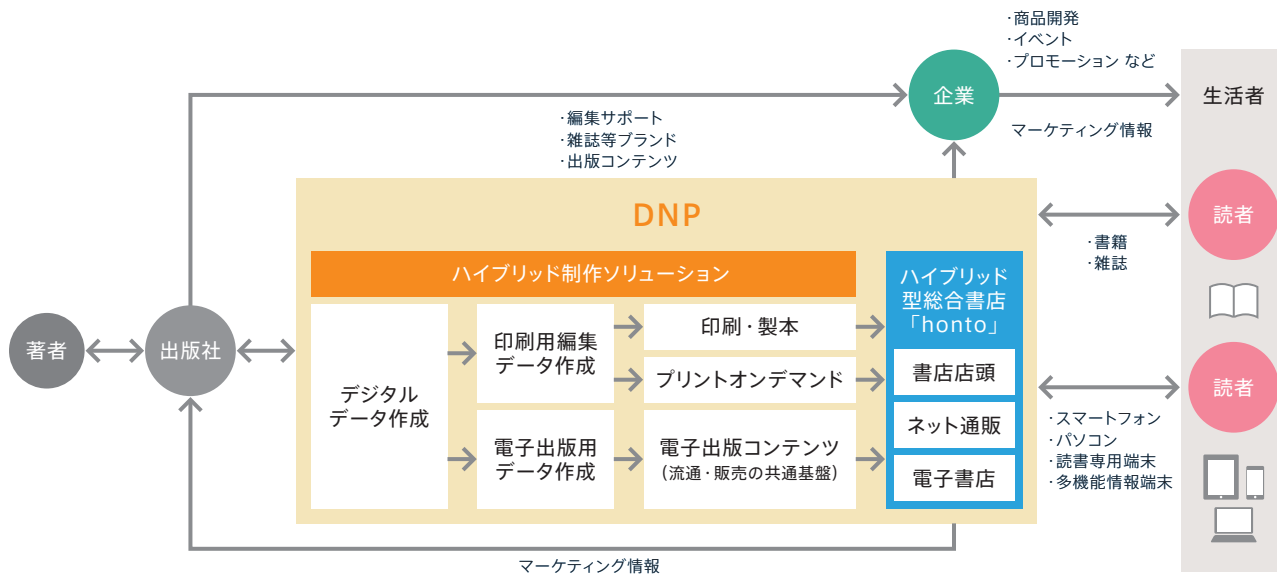 ・商品開発
・イベント
・プロモーション など
企業
生活者
マーケティング情報
・編集サポート
・雑誌等ブランド
・出版コンテンツ
DNP
読者
・書籍
・雑誌
ハイブリッド制作ソリューション
ハイブリッド
型総合書店
「honto」
著者
出版社
デジタル
データ作成
印刷用編集
データ作成
印刷・製本
プリントオンデマンド
電子出版用
データ作成
電子出版コンテンツ
(流通・販売の共通基盤)
書店店頭
ネット通販
電子書店
読者
・スマートフォン
・パソコン
・読書専用端末
・多機能情報端末
マーケティング情報